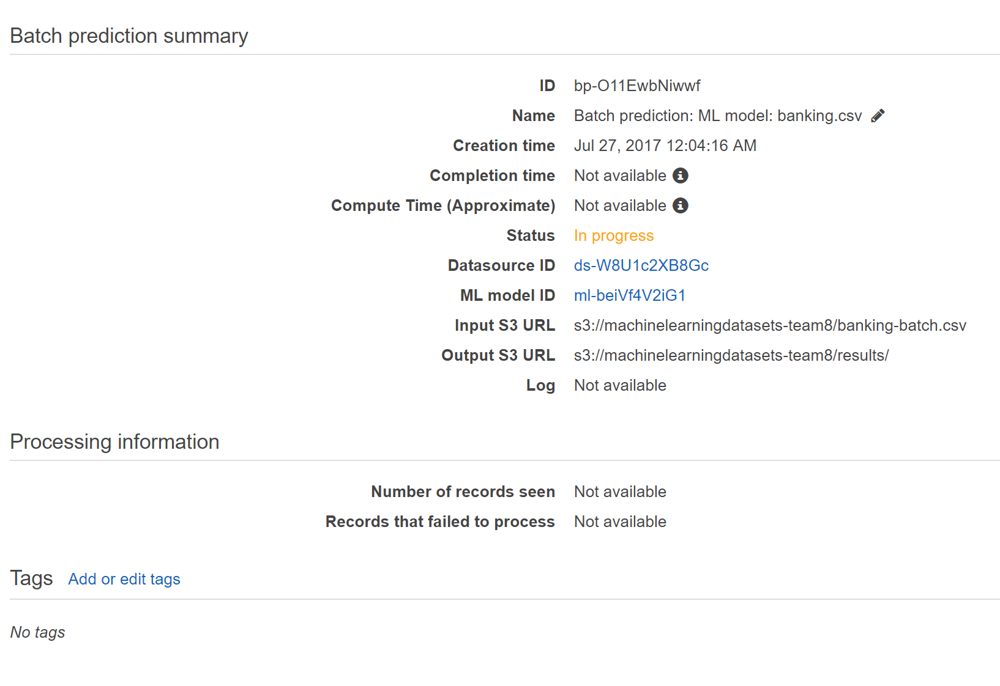 Batch prediction summary
ID bp-O11EwbNiwwf
Name Batch prediction: ML model: banking.csv
Creation time Jul 27, 2017 12:04:16 AM
Completion time Not available
Compute Time (Approximate) Not available
Status In progress
Datasource ID ds-W8U1c2XB8Gc
ML model ID ml-beiVf4V2iG1
Input S3 URL s3://machinelearningdatasets-team8/banking-batch.csv
Output S3 URL s3://machinelearningdatasets-team8/results/
Log Not available
Processing information
Number of records seen Not available
Records that failed to process Not available
Tags Add or edit tags
No tags